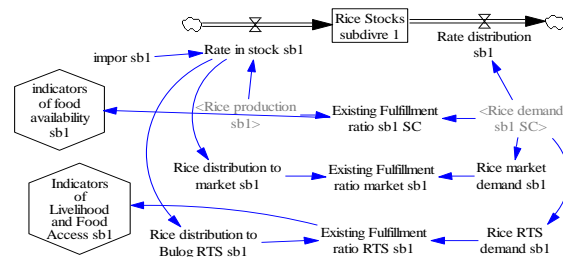 Rice Stocks
subdivre 1
Rate in stock sb1
Rate distribution
sb1
impor sb1
indicators
of food
availability
sb1
<Rice production
sb1>
Existing Fulfillment
ratio sb1 SC
<Rice demand
sb1 SC>
Rice distribution to
market sb1
Existing Fulfillment
ratio market sb1
Rice market
demand sb1
Indicators
of
Livelihood
and Food
Access sb1
Rice distribution to
Bulog RTS sb1
Existing Fulfillment
ratio RTS sb1
Rice RTS
demand sb1